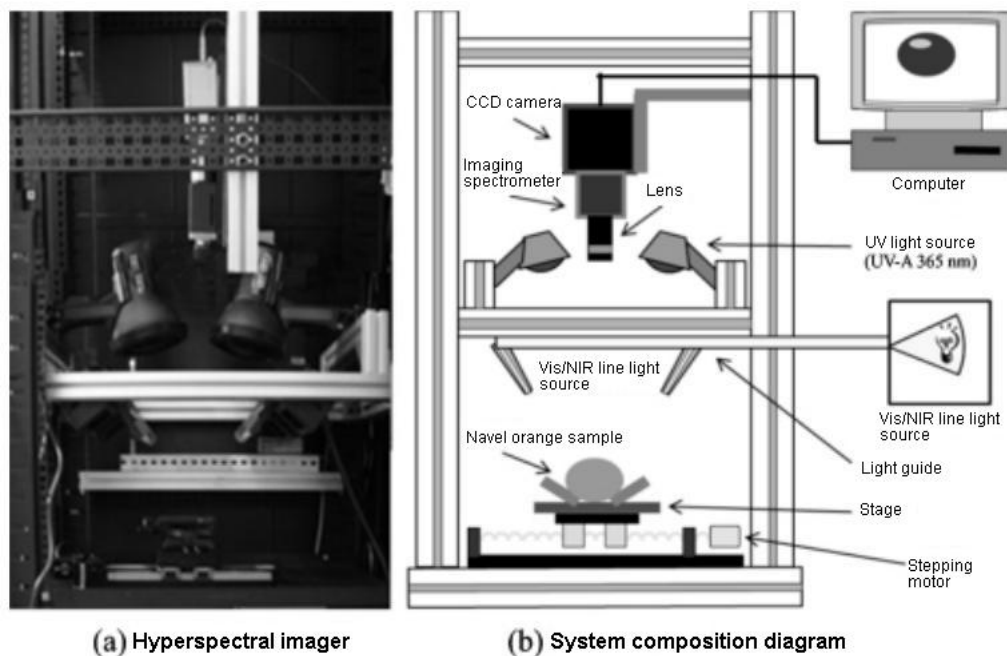 CCD camera
Imaging
spectrometer
Lens
Computer
UV light source
(UV-A 365 nm)
Vis/NIR line light
source
Vis/NIR line light
source
Light guide
Navel orange sample
Stage
Stepping
motor
(a) Hyperspectral imager
(b) System composition diagram